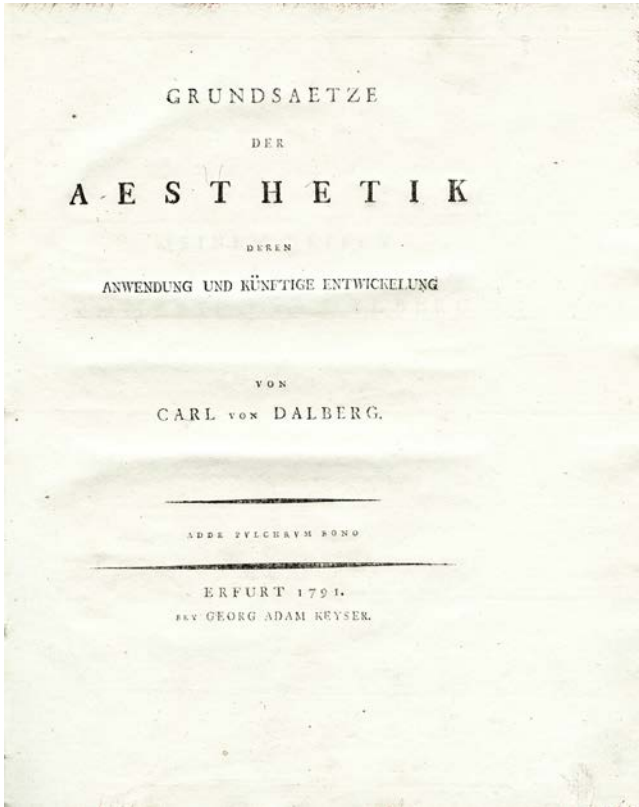 GRUNDSAETZE
DER
AESTHETIK
DEREN
ANWENDUNG UND KÜNFTIGE ENTWICKELUNG
VON
CARL VON DALBERG.
ADDE PVLCHRVM BONO
ERFURT 1791.
BEY GEORG ADAM KEYSER.